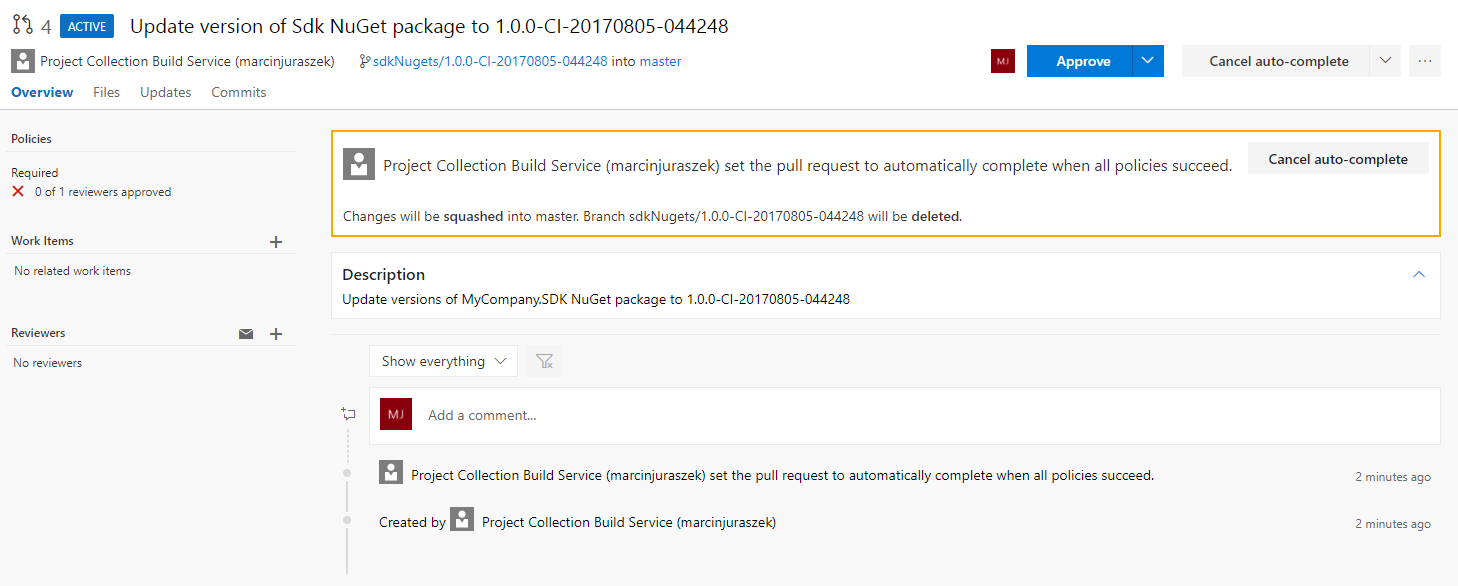 4 ACTIVE Update version of Sdk NuGet package to 1.0.0-CI-20170805-044248
Project Collection Build Service (marcinjuraszek) sdkNugets/1.0.0-CI-20170805-044248 into master
MJ Approve Cancel auto-complete ...
Overview Files Updates Commits
Policies
Required
0 of 1 reviewers approved
Work Items
No related work items
Reviewers
No reviewers
Project Collection Build Service (marcinjuraszek) set the pull request to automatically complete when all policies succeed. Cancel auto-complete
Changes will be squashed into master. Branch sdkNugets/1.0.0-CI-20170805-044248 will be deleted.
Description
Update versions of MyCompany.SDK NuGet package to 1.0.0-CI-20170805-044248
Show everything
MJ Add a comment...
Project Collection Build Service (marcinjuraszek) set the pull request to automatically complete when all policies succeed. 2 minutes ago
Created by Project Collection Build Service (marcinjuraszek) 2 minutes ago